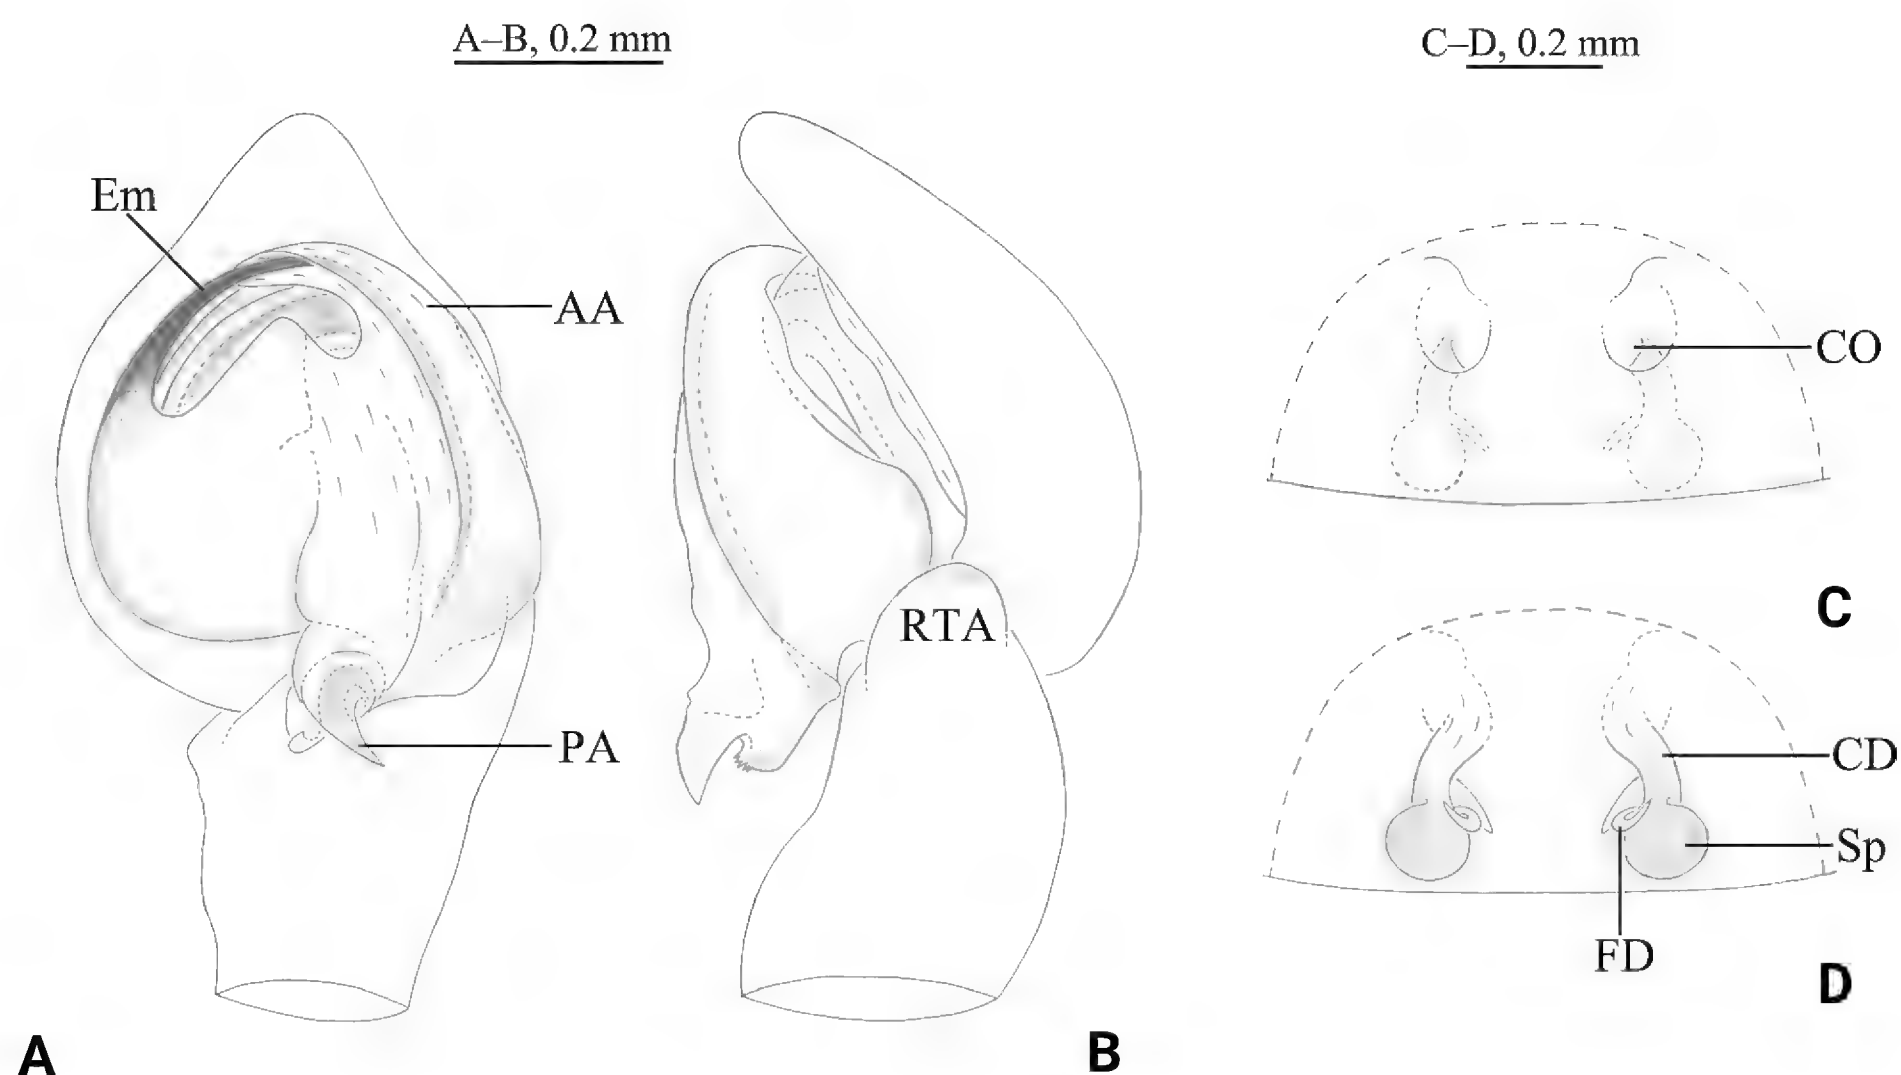 A–B, 0.2 mm
C–D, 0.2 mm
Em
AA
CO
C
RTA
PA
CD
Sp
FD
D
A
B